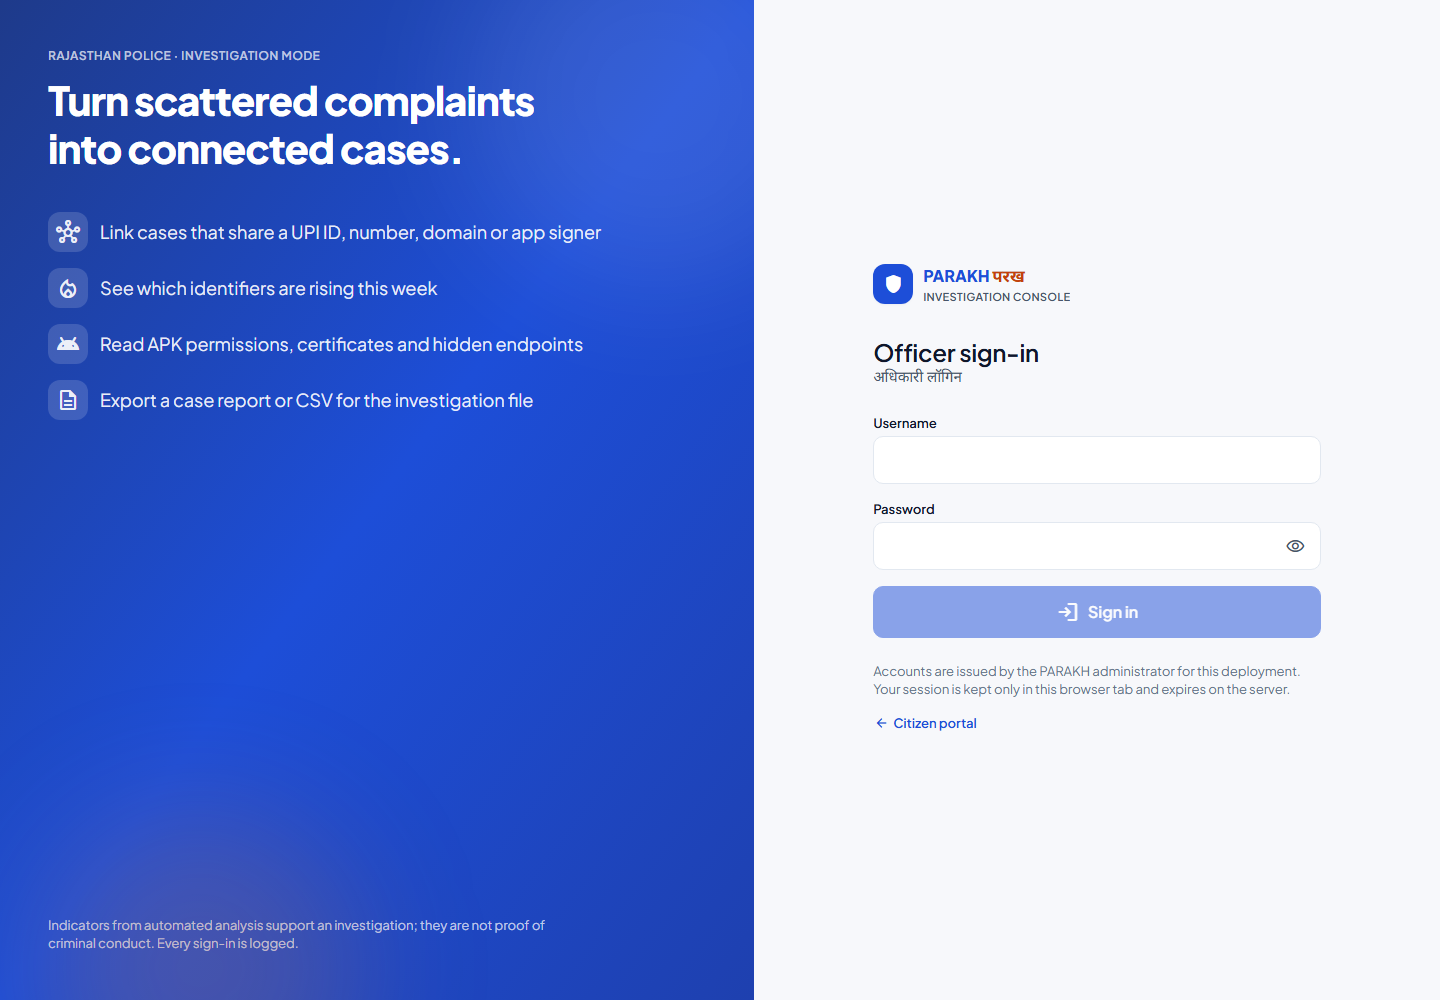 RAJASTHAN POLICE · INVESTIGATION MODE
Turn scattered complaints
into connected cases.
Link cases that share a UPI ID, number, domain or app signer
See which identifiers are rising this week
Read APK permissions, certificates and hidden endpoints
Export a case report or CSV for the investigation file
Indicators from automated analysis support an investigation; they are not proof of
criminal conduct. Every sign-in is logged.
PARAKH परख
INVESTIGATION CONSOLE
Officer sign-in
अधिकारी लॉगिन
Username
Password
Sign in
Accounts are issued by the PARAKH administrator for this deployment.
Your session is kept only in this browser tab and expires on the server.
← Citizen portal